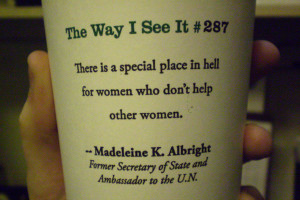 The Way I See It # 287
There is a special place in hell
for women who don't help
other women.
-- Madeleine K. Albright
Former Secretary of State and
Ambassador to the U.N.